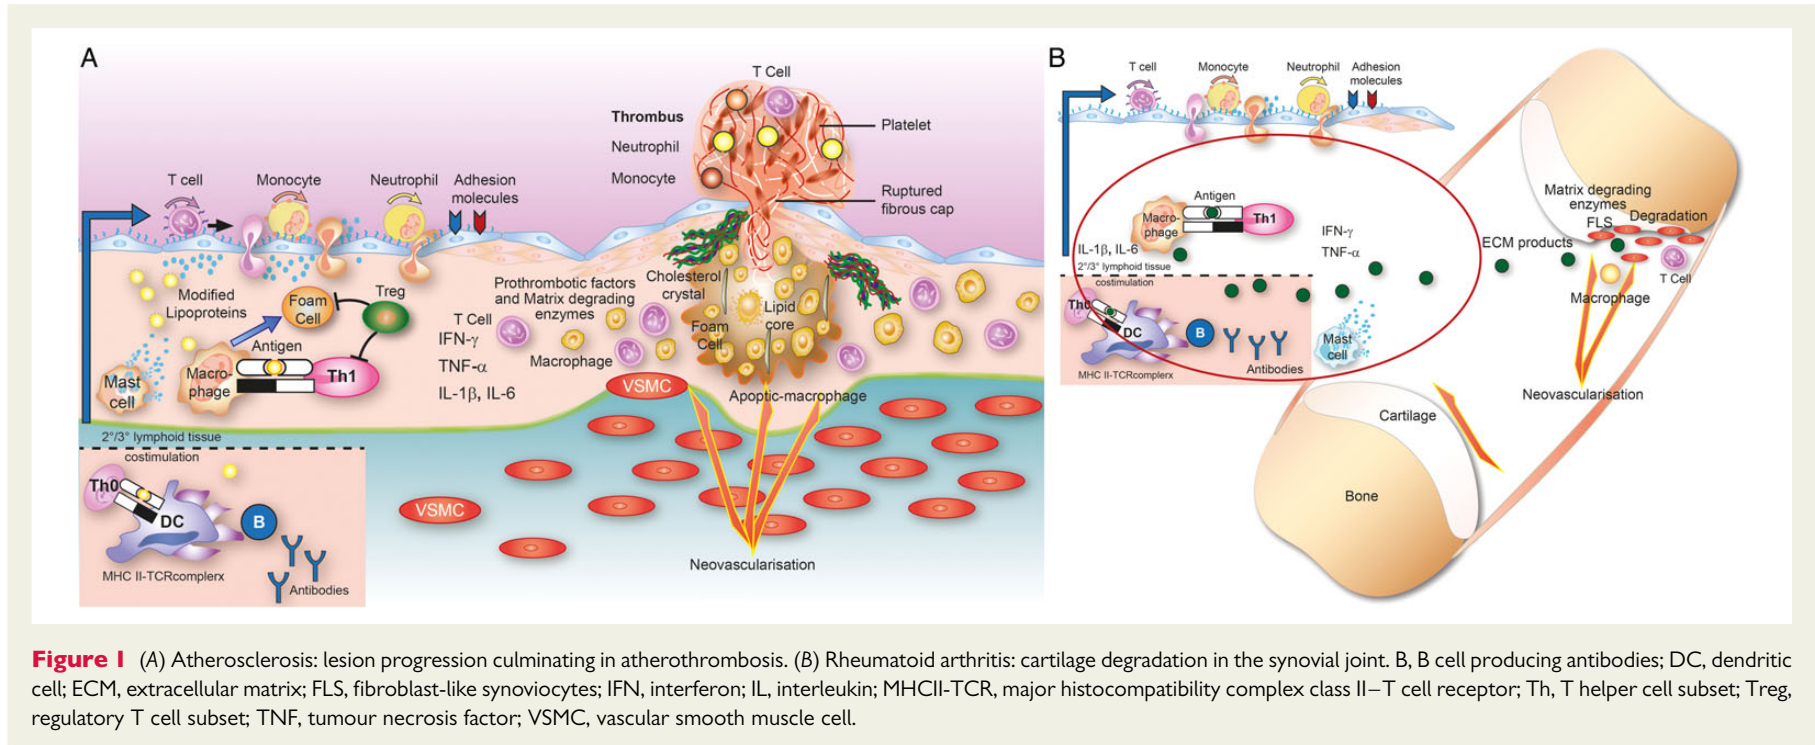 A
T cell
Monocyte
Neutrophil
Adhesion
molecules
Modified
Lipoproteins
Foam
Cell
Treg
Antigen
Macro-
phage
Th1
Mast
cell
T Cell
IFN-γ
TNF-α
IL-1β, IL-6
2°/3° lymphoid tissue
costimulation
Th0
DC
B
MHC II-TCRcomplerx
Antibodies
T Cell
Thrombus
Neutrophil
Monocyte
Platelet
Ruptured
fibrous cap
Prothrombotic factors
and Matrix degrading
enzymes
Cholesterol
crystal
Lipid
core
Foam
Cell
Macrophage
VSMC
Apoptic-macrophage
VSMC
Neovascularisation
B
T cell
Monocyte
Neutrophil
Adhesion
molecules
Antigen
Macro-
phage
Th1
IL-1β, IL-6
2°/3° lymphoid tissue
costimulation
Th0
DC
B
MHC II-TCRcomplerx
Antibodies
IFN-γ
TNF-α
Mast
cell
Matrix degrading
enzymes
FLS
Degradation
ECM products
T Cell
Macrophage
Neovascularisation
Cartilage
Bone
Figure 1 (A) Atherosclerosis: lesion progression culminating in atherothrombosis. (B) Rheumatoid arthritis: cartilage degradation in the synovial joint. B, B cell producing antibodies; DC, dendritic
cell; ECM, extracellular matrix; FLS, fibroblast-like synoviocytes; IFN, interferon; IL, interleukin; MHCII-TCR, major histocompatibility complex class II–T cell receptor; Th, T helper cell subset; Treg,
regulatory T cell subset; TNF, tumour necrosis factor; VSMC, vascular smooth muscle cell.